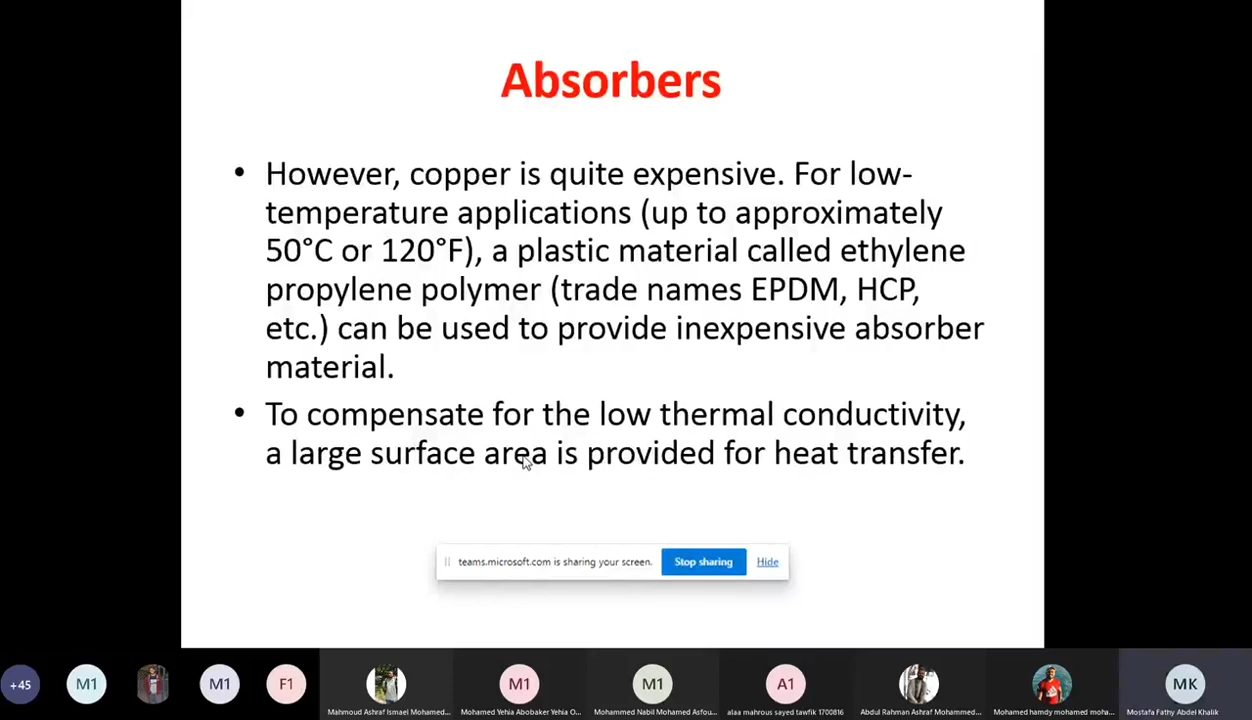 Absorbers
• However, copper is quite expensive. For low-
temperature applications (up to approximately
50°C or 120°F), a plastic material called ethylene
propylene polymer (trade names EPDM, HCP,
etc.) can be used to provide inexpensive absorber
material.
• To compensate for the low thermal conductivity,
a large surface area is provided for heat transfer.
teams.microsoft.com is sharing your screen. Stop sharing Hide
+45 M1 M1 F1 M1 M1 A1 MK
Mahmoud Ashraf Ismael Mohamed... Mohamed Yehia Abobaker Yehia O... Mohammed Nabil Mohamed Asfou... alaa mahrous sayed tawfik 1700816 Abdul Rahman Ashraf Mohammed... Mohamed hamdy mohamed moha... Mostafa Fathy Abdel Khalik